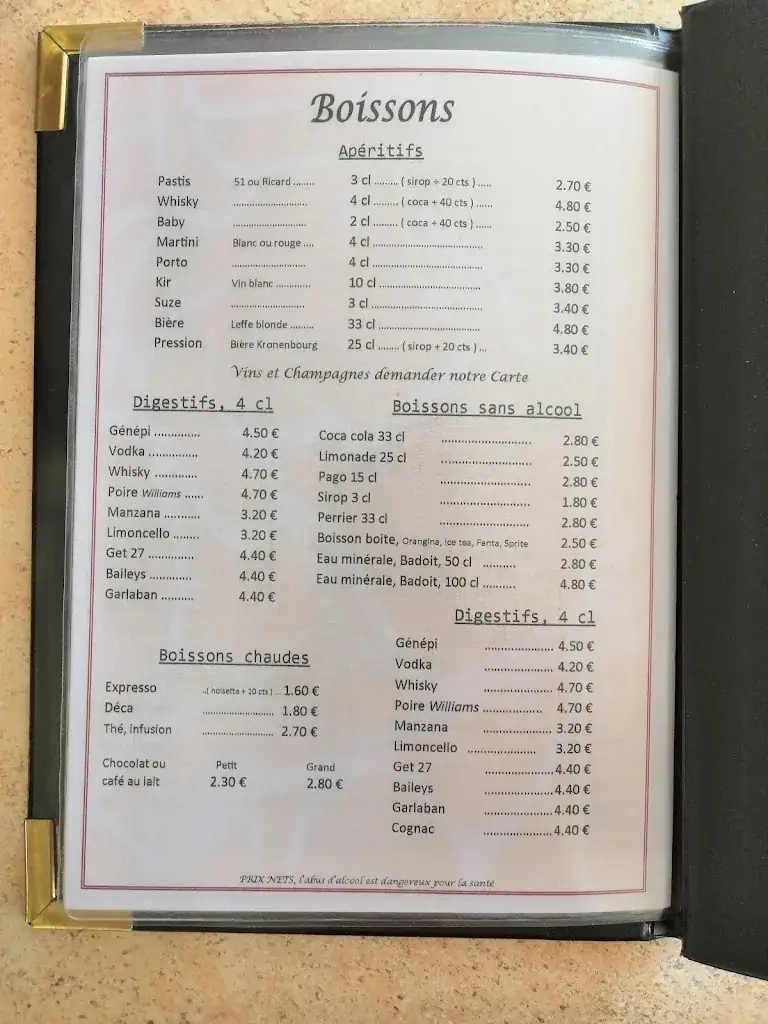 Boissons
Apéritifs
Pastis 51 ou Ricard ........ 3 cl ......... ( sirop + 20 cts ) ..... 2.70 €
Whisky ........................... 4 cl ......... ( coca + 40 cts ) ...... 4.80 €
Baby ........................... 2 cl ......... ( coca + 40 cts ) ...... 2.50 €
Martini Blanc ou rouge .... 4 cl ........................................ 3.30 €
Porto ........................... 4 cl ........................................ 3.30 €
Kir Vin blanc ............. 10 cl ..................................... 3.80 €
Suze ........................... 3 cl ........................................ 3.40 €
Bière Leffe blonde ......... 33 cl ...................................... 4.80 €
Pression Bière Kronenbourg 25 cl ........ ( sirop + 20 cts ) ... 3.40 €
Vins et Champagnes demander notre Carte
Digestifs, 4 cl
Génépi .............. 4.50 €
Vodka ............... 4.20 €
Whisky ............. 4.70 €
Poire Williams ...... 4.70 €
Manzana ............ 3.20 €
Limoncello ........ 3.20 €
Get 27 .............. 4.40 €
Baileys ............. 4.40 €
Garlaban .......... 4.40 €
Boissons sans alcool
Coca cola 33 cl ............................ 2.80 €
Limonade 25 cl ............................ 2.50 €
Pago 15 cl ............................ 2.80 €
Sirop 3 cl ............................ 1.80 €
Perrier 33 cl ............................ 2.80 €
Boisson boite, Orangina, Ice tea, Fanta, Sprite 2.50 €
Eau minérale, Badoit, 50 cl .......... 2.80 €
Eau minérale, Badoit, 100 cl .......... 4.80 €
Boissons chaudes
Expresso ..( noisette + 10 cts ) .. 1.60 €
Déca .......................... 1.80 €
Thé, infusion .......................... 2.70 €
Chocolat ou Petit Grand
café au lait 2.30 € 2.80 €
Digestifs, 4 cl
Génépi ..................... 4.50 €
Vodka ..................... 4.20 €
Whisky ..................... 4.70 €
Poire Williams .................. 4.70 €
Manzana ..................... 3.20 €
Limoncello ..................... 3.20 €
Get 27 ..................... 4.40 €
Baileys ..................... 4.40 €
Garlaban ..................... 4.40 €
Cognac ..................... 4.40 €
PRIX NETS, l'abus d'alcool est dangereux pour la santé